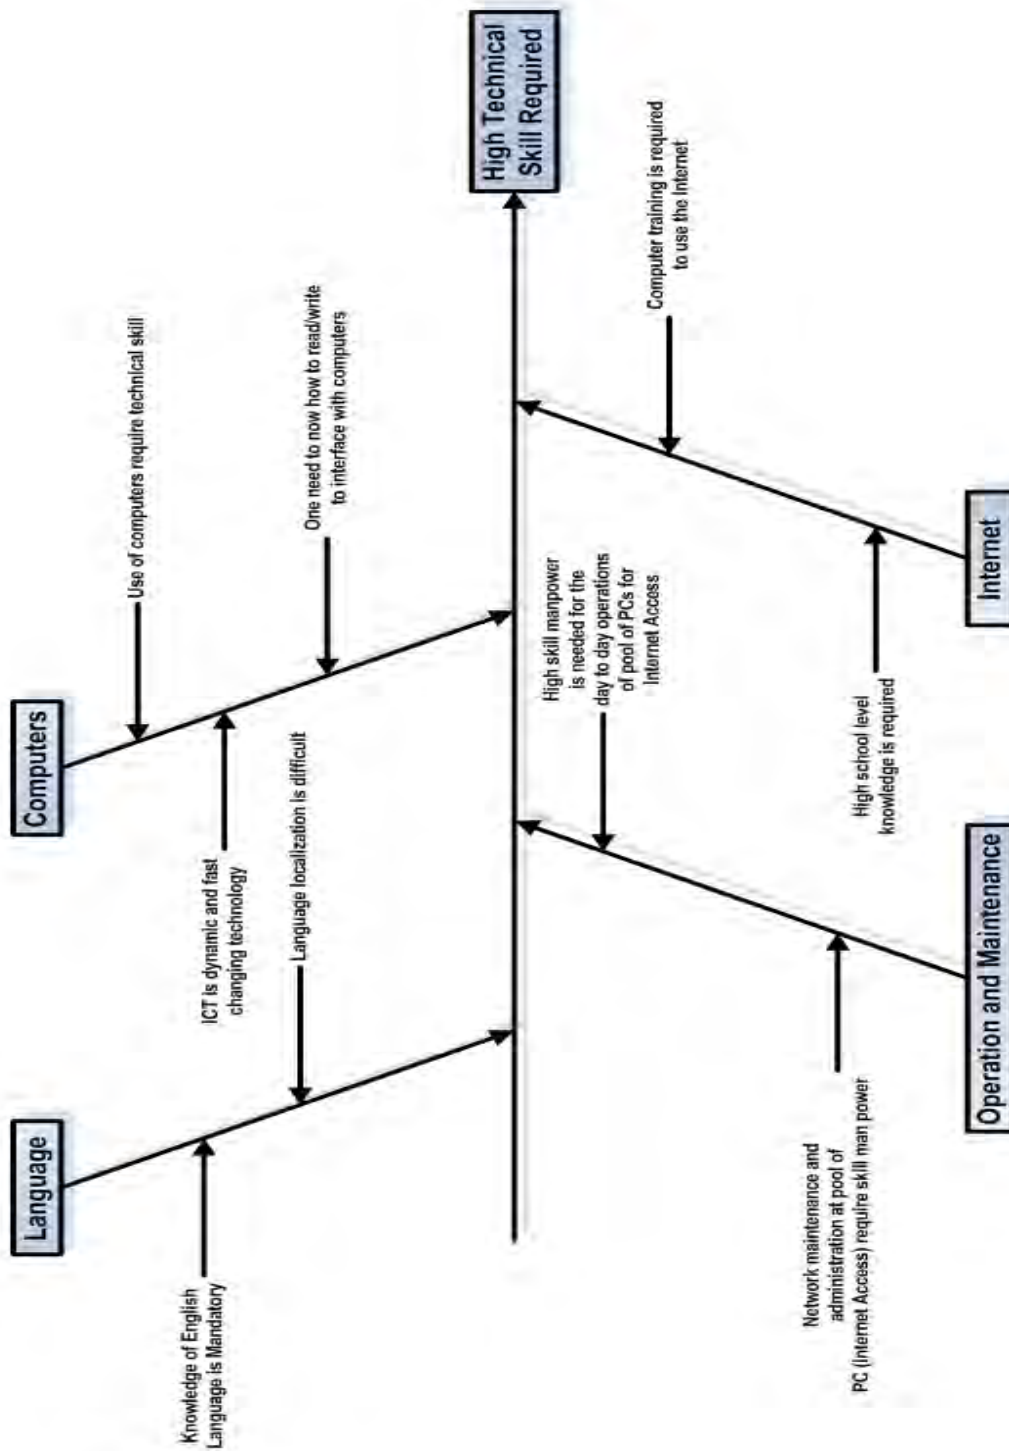 Language
Computers
Knowledge of English
Language is Mandatory
Language localization is difficult
ICT is dynamic and fast
changing technology
Use of computers require technical skill
One need to now how to read/write
to interface with computers
High Technical
Skill Required
Network maintenance and
administration at pool of
PC (Internet Access) require skill man power
High skill manpower
is needed for the
day to day operations
of pool of PCs for
Internet Access
High school level
knowledge is required
Computer training is required
to use the Internet
Operation and Maintenance
Internet